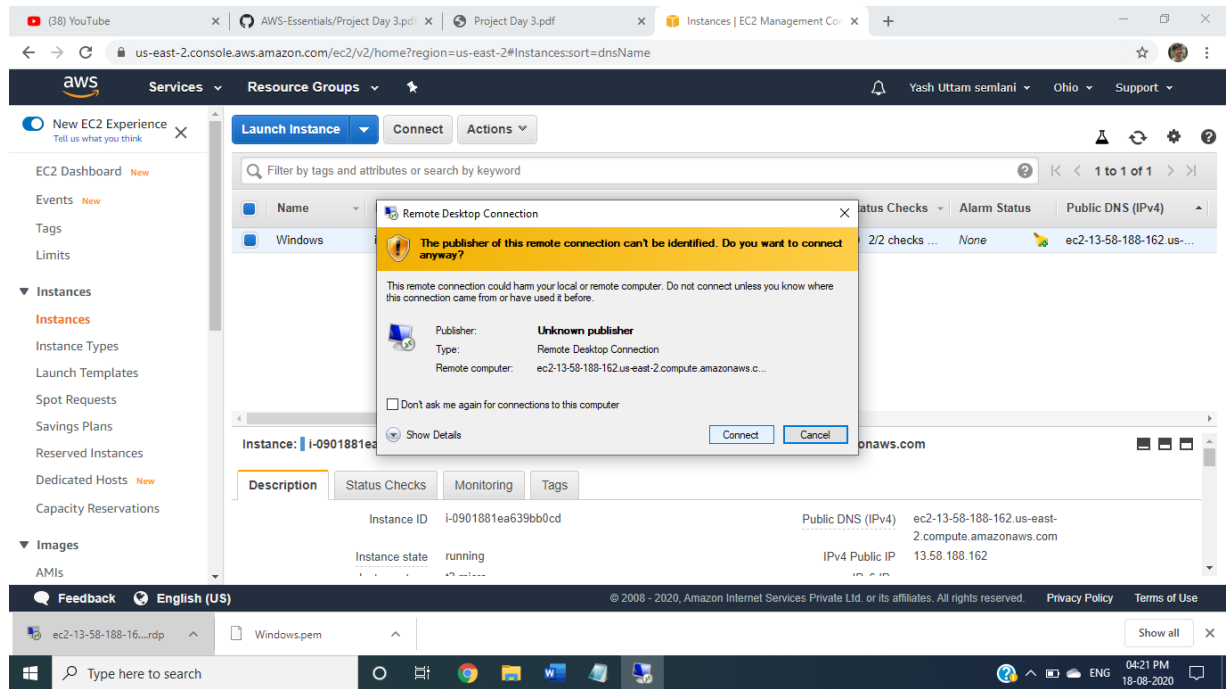 (38) YouTube
AWS-Essentials/Project Day 3.pdf
Project Day 3.pdf
Instances | EC2 Management Con
us-east-2.console.aws.amazon.com/ec2/v2/home?region=us-east-2#Instances:sort=dnsName
aws Services Resource Groups Yash Uttam semlani Ohio Support
New EC2 Experience
Tell us what you think
EC2 Dashboard New
Events New
Tags
Limits
Instances
Instances
Instance Types
Launch Templates
Spot Requests
Savings Plans
Reserved Instances
Dedicated Hosts New
Capacity Reservations
Images
AMIs
Launch Instance Connect Actions
Filter by tags and attributes or search by keyword 1 to 1 of 1
Name atus Checks Alarm Status Public DNS (IPv4)
Windows 2/2 checks ... None ec2-13-58-188-162.us-...
Remote Desktop Connection
The publisher of this remote connection can't be identified. Do you want to connect
anyway?
This remote connection could harm your local or remote computer. Do not connect unless you know where
this connection came from or have used it before.
Publisher: Unknown publisher
Type: Remote Desktop Connection
Remote computer: ec2-13-58-188-162.us-east-2.compute.amazonaws.c...
Don't ask me again for connections to this computer
Show Details Connect Cancel
Instance: i-0901881ea onaws.com
Description Status Checks Monitoring Tags
Instance ID i-0901881ea639bb0cd Public DNS (IPv4) ec2-13-58-188-162.us-east-
2.compute.amazonaws.com
Instance state running IPv4 Public IP 13.58.188.162
Feedback English (US) © 2008 - 2020, Amazon Internet Services Private Ltd. or its affiliates. All rights reserved. Privacy Policy Terms of Use
ec2-13-58-188-16....rdp Windows.pem Show all
Type here to search ENG 04:21 PM
18-08-2020